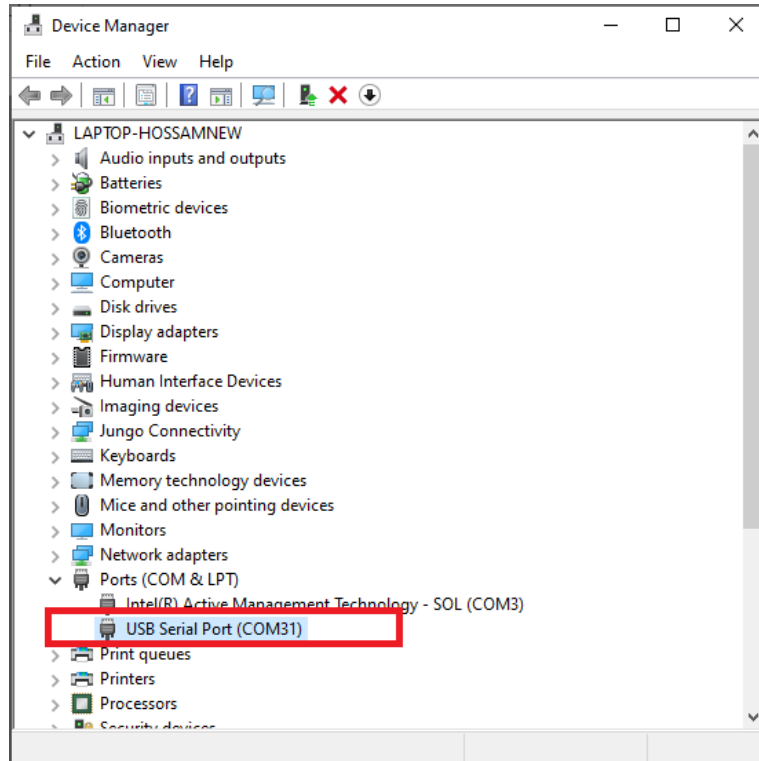 Device Manager
File Action View Help
LAPTOP-HOSSAMNEW
Audio inputs and outputs
Batteries
Biometric devices
Bluetooth
Cameras
Computer
Disk drives
Display adapters
Firmware
Human Interface Devices
Imaging devices
Jungo Connectivity
Keyboards
Memory technology devices
Mice and other pointing devices
Monitors
Network adapters
Ports (COM & LPT)
Intel(R) Active Management Technology - SOL (COM3)
USB Serial Port (COM31)
Print queues
Printers
Processors
Security devices